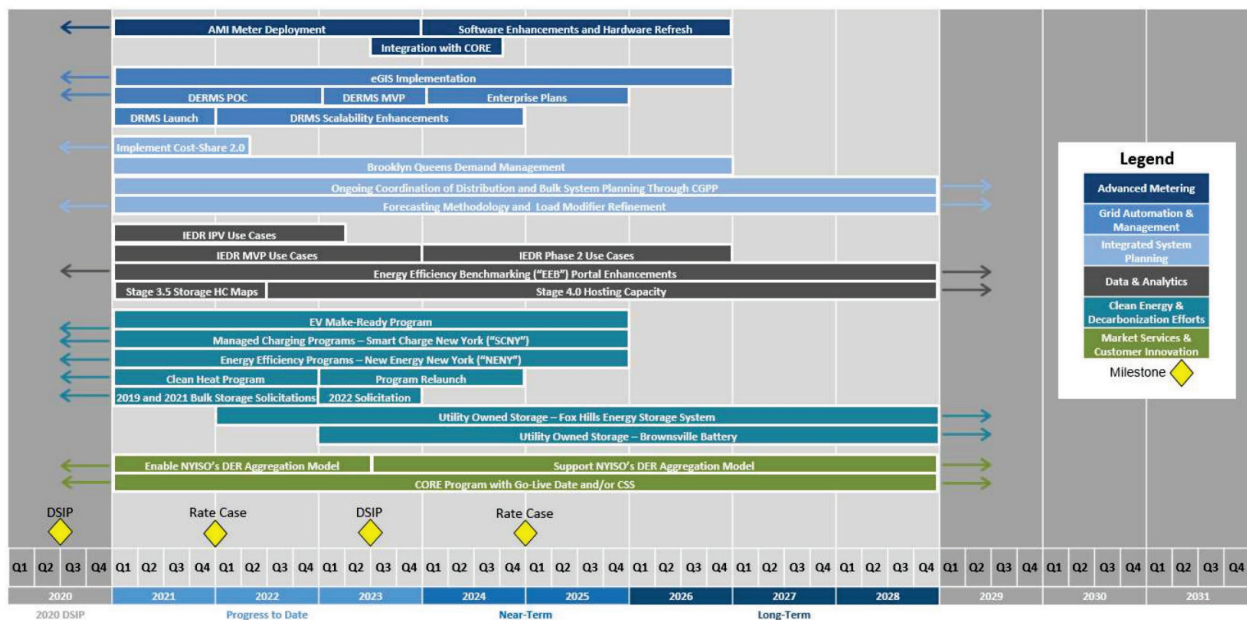 AMI Meter Deployment
Software Enhancements and Hardware Refresh
Integration with CORE
eGIS Implementation
DERMS POC
DERMS MVP
Enterprise Plans
DRMS Launch
DRMS Scalability Enhancements
Implement Cost-Share 2.0
Brooklyn Queens Demand Management
Ongoing Coordination of Distribution and Bulk System Planning Through CGPP
Forecasting Methodology and Load Modifier Refinement
IEDR IPV Use Cases
IEDR MVP Use Cases
IEDR Phase 2 Use Cases
Energy Efficiency Benchmarking (“EEB”) Portal Enhancements
Stage 3.5 Storage HC Maps
Stage 4.0 Hosting Capacity
EV Make-Ready Program
Managed Charging Programs – Smart Charge New York (“SCNY”)
Energy Efficiency Programs – New Energy New York (“NENY”)
Clean Heat Program
Program Relaunch
2019 and 2021 Bulk Storage Solicitations
2022 Solicitation
Utility Owned Storage – Fox Hills Energy Storage System
Utility Owned Storage – Brownsville Battery
Enable NYISO’s DER Aggregation Model
Support NYISO’s DER Aggregation Model
CORE Program with Go-Live Date and/or CSS
Legend
Advanced Metering
Grid Automation &
Management
Integrated System
Planning
Data & Analytics
Clean Energy &
Decarbonization Efforts
Market Services &
Customer Innovation
Milestone
DSIP
Rate Case
DSIP
Rate Case
Q1 Q2 Q3 Q4 Q1 Q2 Q3 Q4 Q1 Q2 Q3 Q4 Q1 Q2 Q3 Q4 Q1 Q2 Q3 Q4 Q1 Q2 Q3 Q4 Q1 Q2 Q3 Q4 Q1 Q2 Q3 Q4 Q1 Q2 Q3 Q4 Q1 Q2 Q3 Q4 Q1 Q2 Q3 Q4 Q1 Q2 Q3 Q4
2020 2021 2022 2023 2024 2025 2026 2027 2028 2029 2030 2031
2020 DSIP Progress to Date Near-Term Long-Term